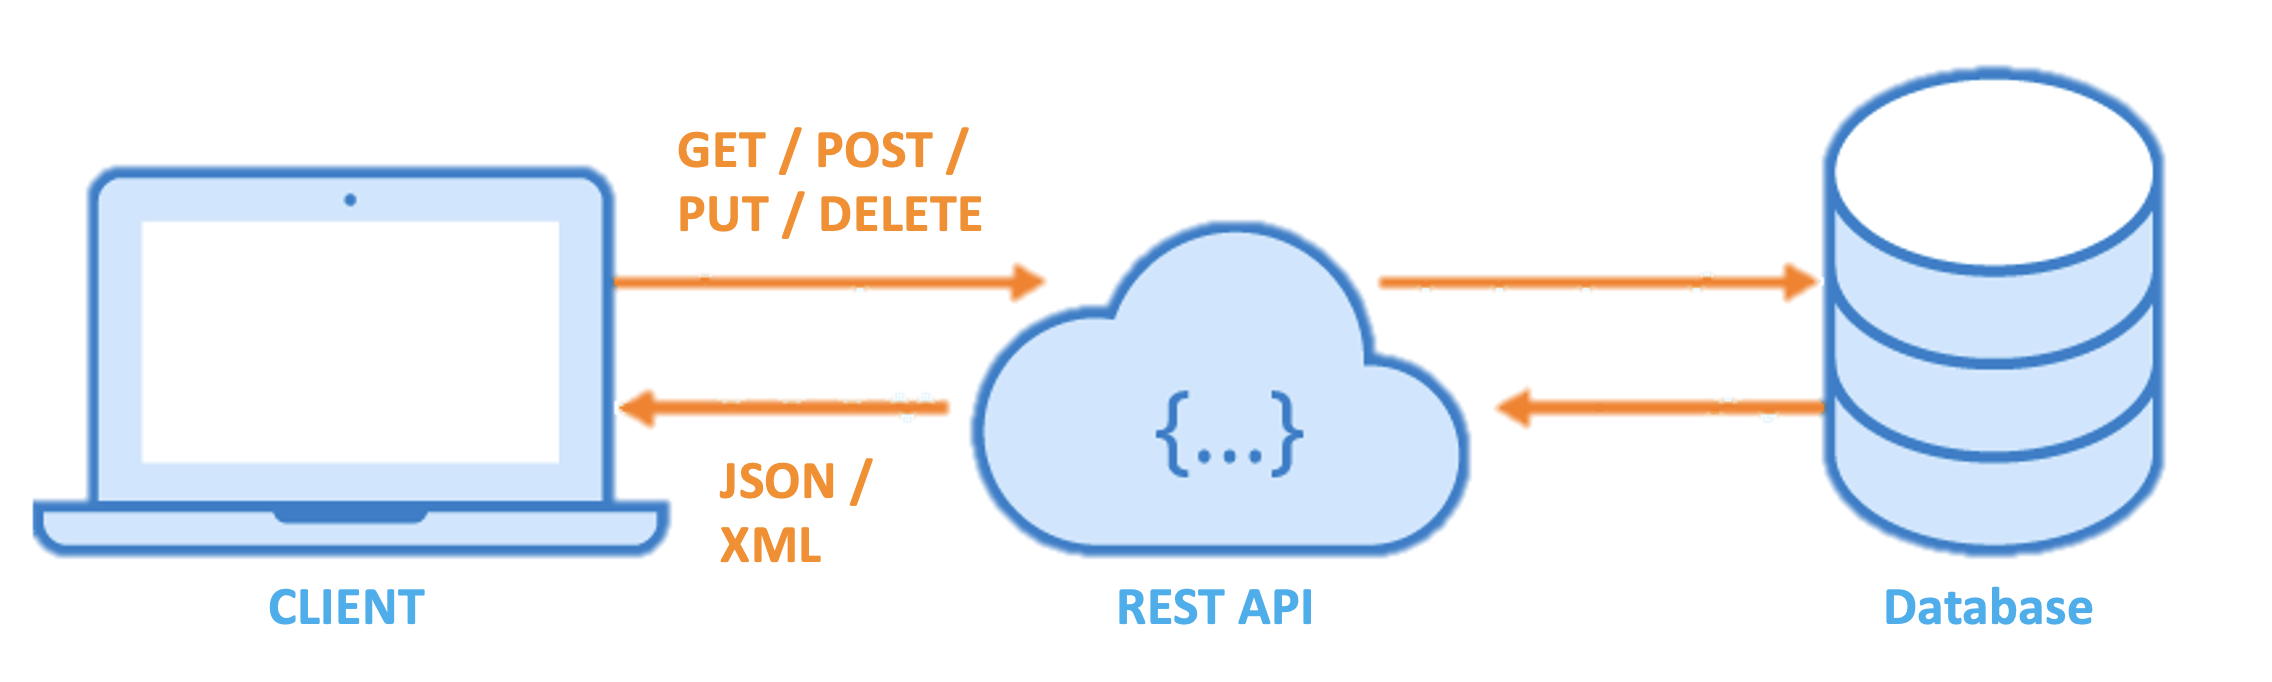 GET / POST /
PUT / DELETE
{...}
JSON /
XML
CLIENT
REST API
Database